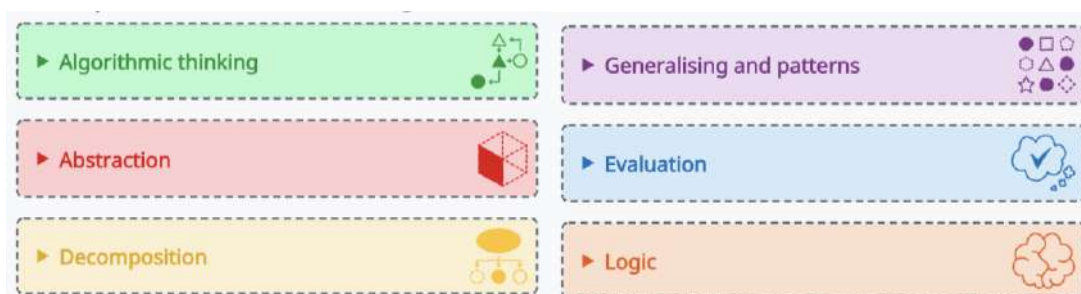 Algorithmic thinking
Generalising and patterns
Abstraction
Evaluation
Decomposition
Logic